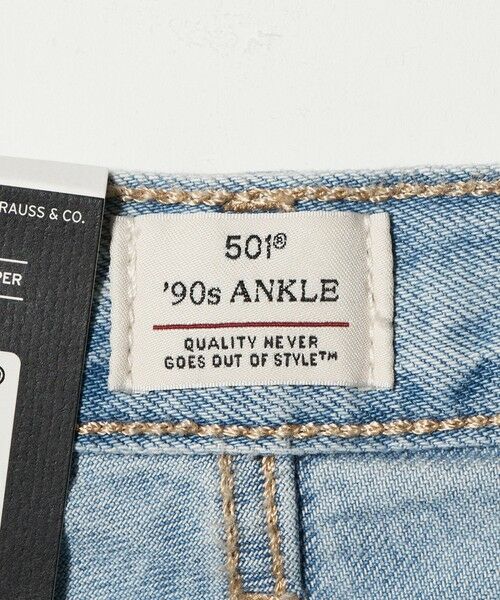 RAUSS & CO.
PER
501®
'90s ANKLE
QUALITY NEVER
GOES OUT OF STYLE™